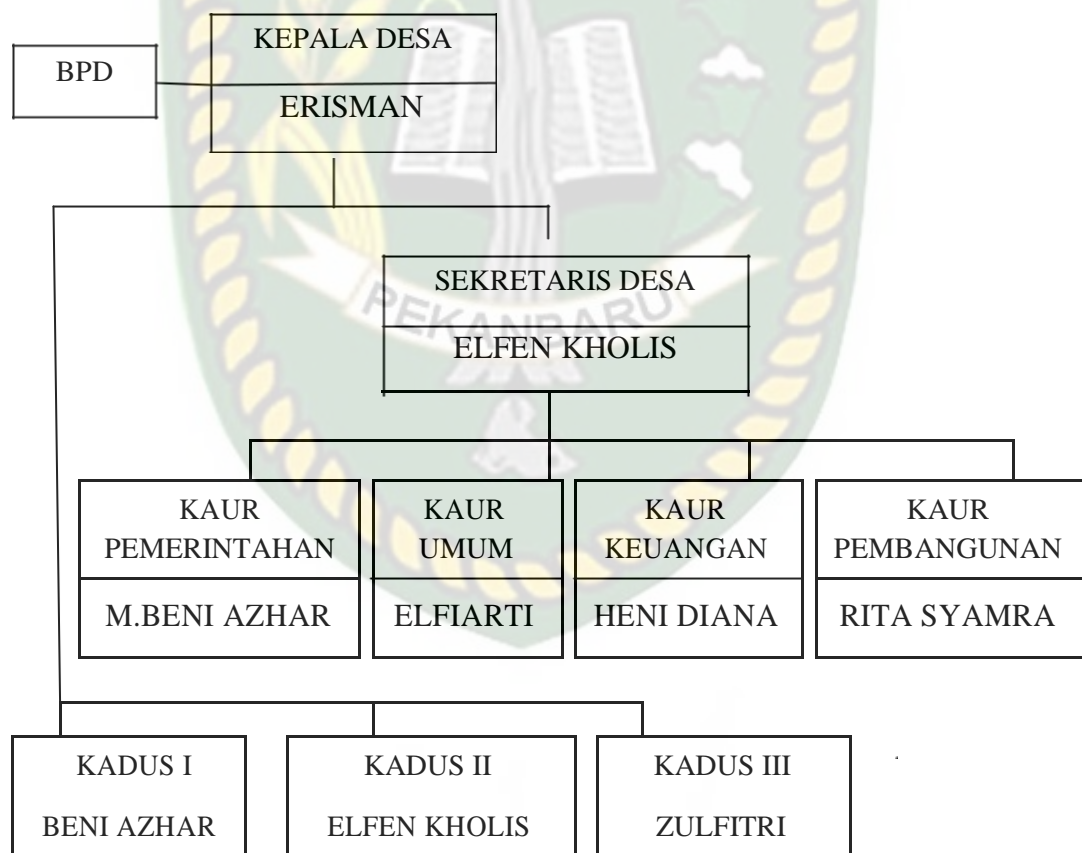 KEPALA DESA
BPD
ERISMAN
SEKRETARIS DESA
PEKANBARU
ELFEN KHOLIS
KAUR
PEMERINTAHAN
M.BENI AZHAR
KAUR
UMUM
ELFIARTI
KAUR
KEUANGAN
HENI DIANA
KAUR
PEMBANGUNAN
RITA SYAMRA
KADUS I
BENI AZHAR
KADUS II
ELFEN KHOLIS
KADUS III
ZULFITRI